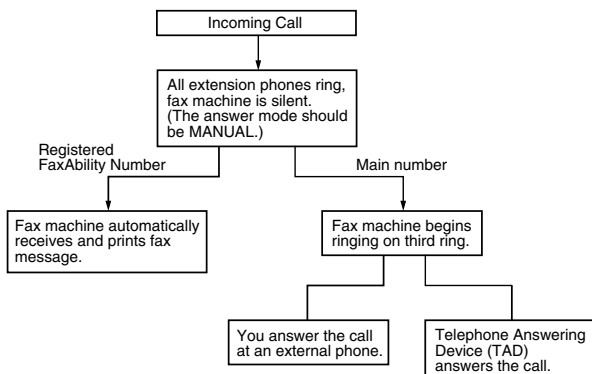 Incoming Call
All extension phones ring,
fax machine is silent.
(The answer mode should
be MANUAL.)
Registered
FaxAbility Number
Main number
Fax machine automatically
receives and prints fax
message.
Fax machine begins
ringing on third ring.
You answer the call
at an external phone.
Telephone Answering
Device (TAD)
answers the call.